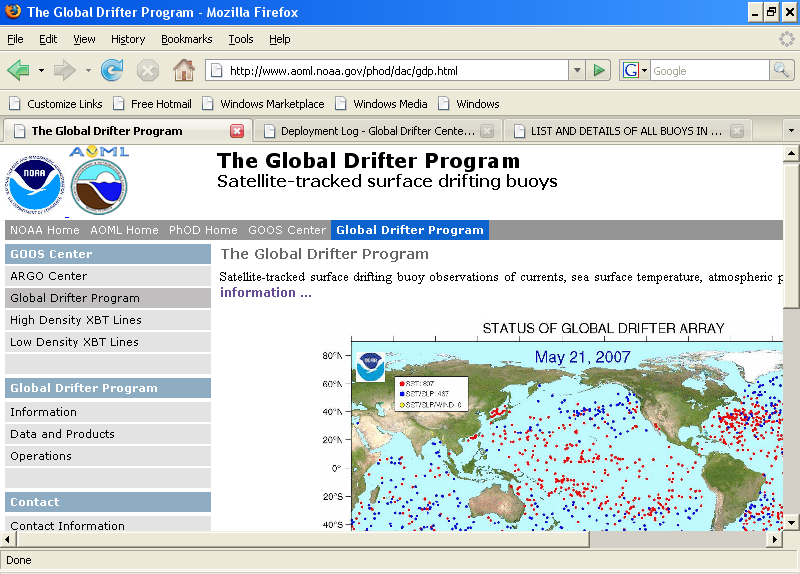 The Global Drifter Program - Mozilla Firefox
File Edit View History Bookmarks Tools Help
http://www.aoml.noaa.gov/phod/dac/gdp.html
G Google
Customize Links Free Hotmail Windows Marketplace Windows Media Windows
The Global Drifter Program Deployment Log - Global Drifter Cente... LIST AND DETAILS OF ALL BUOYS IN ...
NOAA
AOML
The Global Drifter Program
Satellite-tracked surface drifting buoys
NOAA Home AOML Home PhOD Home GOOS Center Global Drifter Program
GOOS Center
ARGO Center
Global Drifter Program
High Density XBT Lines
Low Density XBT Lines
Global Drifter Program
Information
Data and Products
Operations
Contact
Contact Information
The Global Drifter Program
Satellite-tracked surface drifting buoy observations of currents, sea surface temperature, atmospheric p
information ...
STATUS OF GLOBAL DRIFTER ARRAY
May 21, 2007
NOAA
SST: 807
SST/SLP: 467
SST/SLP/WIND: 0
80°N
60°N
40°N
20°N
0°
20°S
40°S
Done